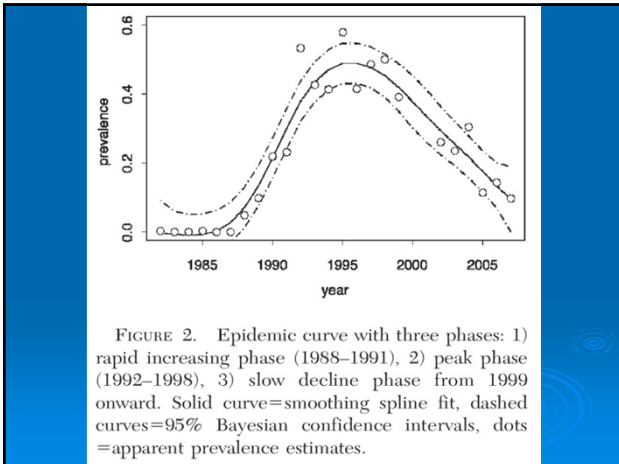 0.6
0.4
0.2
0.0
prevalence
1985 1990 1995 2000 2005
year
FIGURE 2. Epidemic curve with three phases: 1)
rapid increasing phase (1988–1991), 2) peak phase
(1992–1998), 3) slow decline phase from 1999
onward. Solid curve=smoothing spline fit, dashed
curves=95% Bayesian confidence intervals, dots
=apparent prevalence estimates.